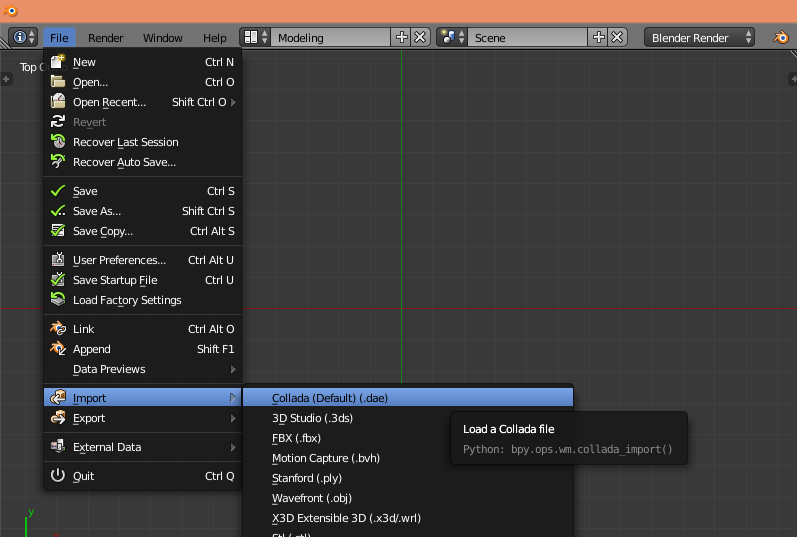 File Render Window Help Modeling Scene Blender Render
Top
New Ctrl N
Open... Ctrl O
Open Recent... Shift Ctrl O
Revert
Recover Last Session
Recover Auto Save...
Save Ctrl S
Save As... Shift Ctrl S
Save Copy... Ctrl Alt S
User Preferences... Ctrl Alt U
Save Startup File Ctrl U
Load Factory Settings
Link Ctrl Alt O
Append Shift F1
Data Previews
Import
Export
External Data
Quit Ctrl Q
Collada (Default) (.dae)
3D Studio (.3ds)
FBX (.fbx)
Motion Capture (.bvh)
Stanford (.ply)
Wavefront (.obj)
X3D Extensible 3D (.x3d/.wrl)
Stl (.stl)
Load a Collada file
Python: bpy.ops.wm.collada_import()
y